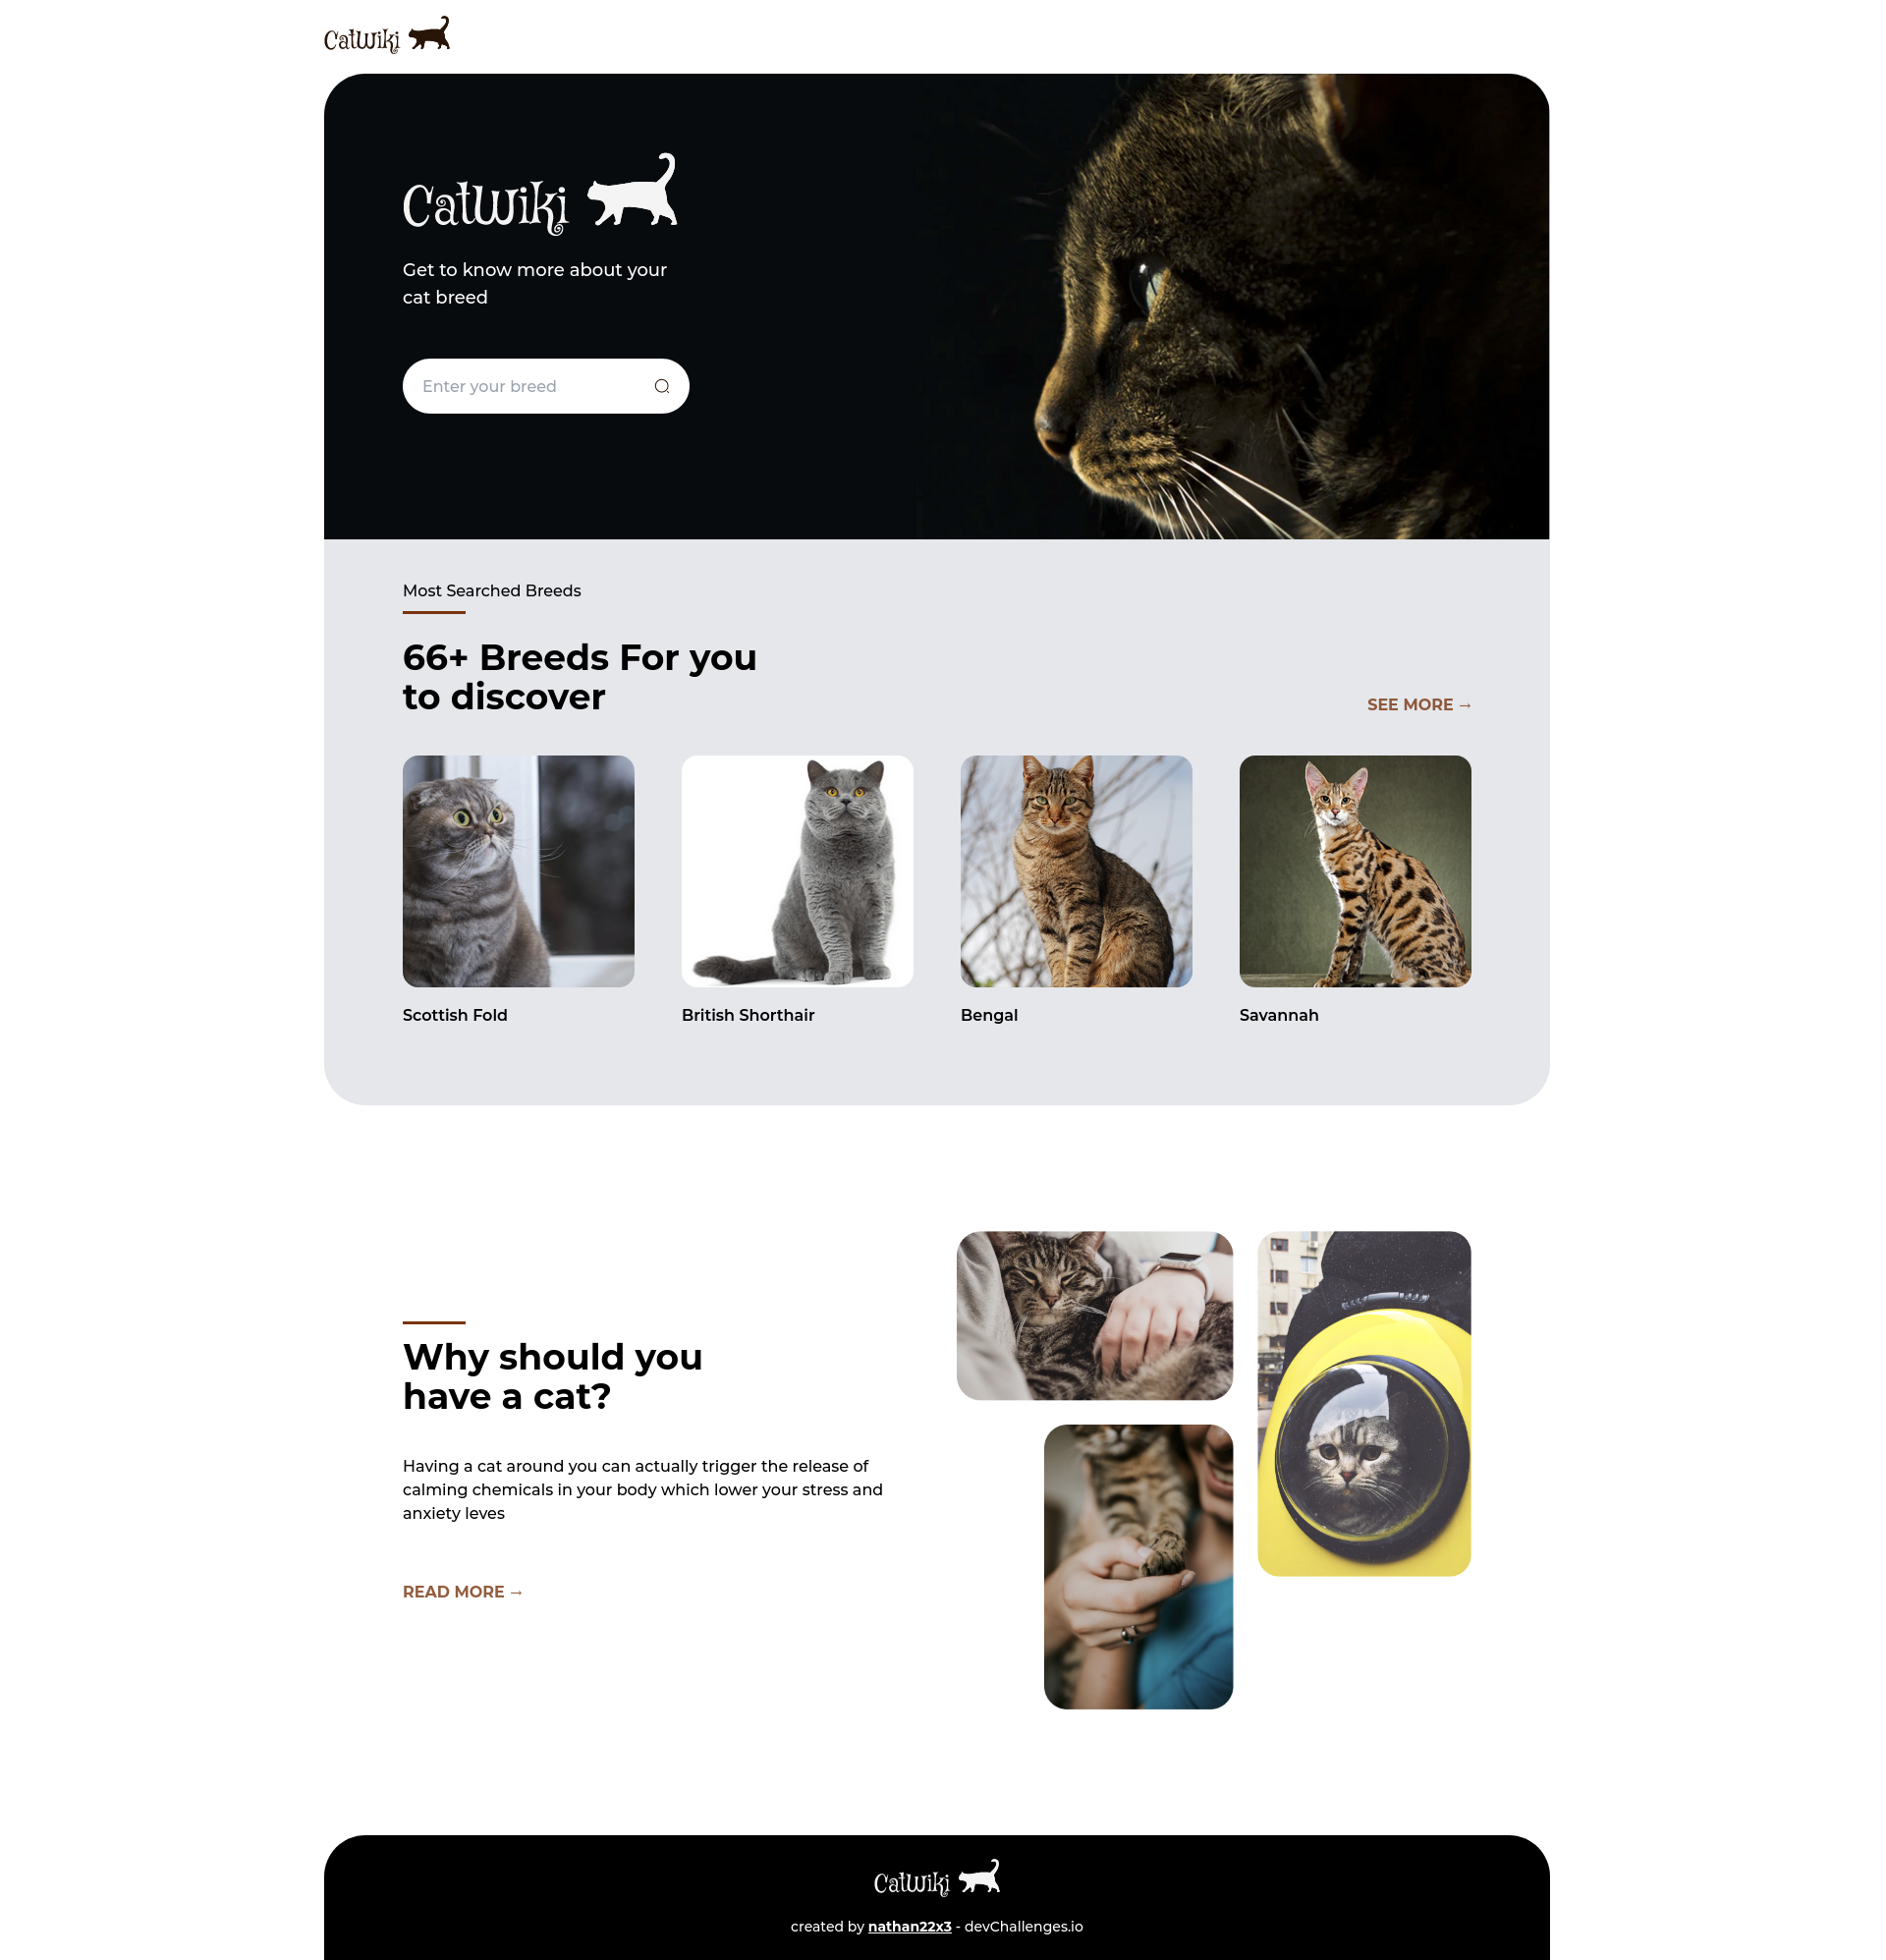 CatWiki
CatWiki
Get to know more about your
cat breed
Enter your breed
Most Searched Breeds
66+ Breeds For you
to discover
SEE MORE →
Scottish Fold
British Shorthair
Bengal
Savannah
Why should you
have a cat?
Having a cat around you can actually trigger the release of
calming chemicals in your body which lower your stress and
anxiety leves
READ MORE →
CatWiki
created by nathan22x3 - devChallenges.io